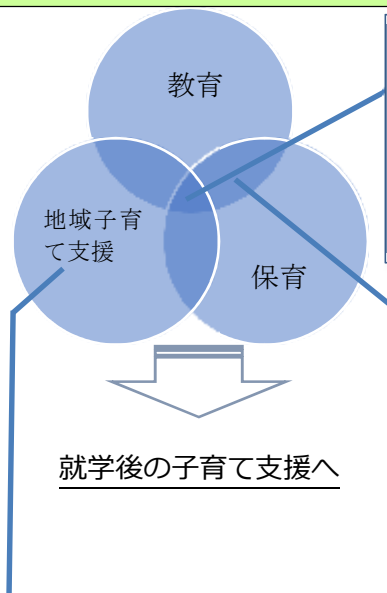 教育
地域子育
て支援
保育
就学後の子育て支援へ